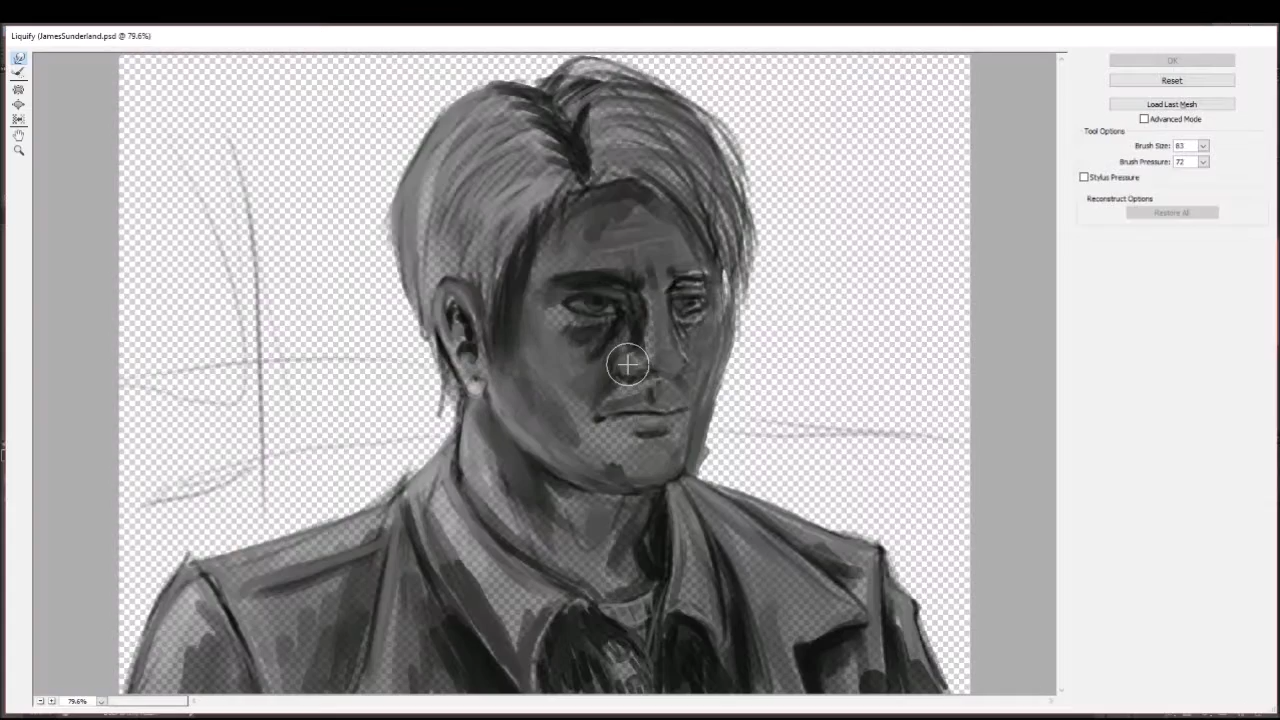 Liquify (JamesSunderland.psd @ 79.6%)
OK
Reset
Load Last Mesh
Advanced Mode
Tool Options
Brush Size: 83
Brush Pressure: 72
Stylus Pressure
Reconstruct Options
Restore All
79.6%